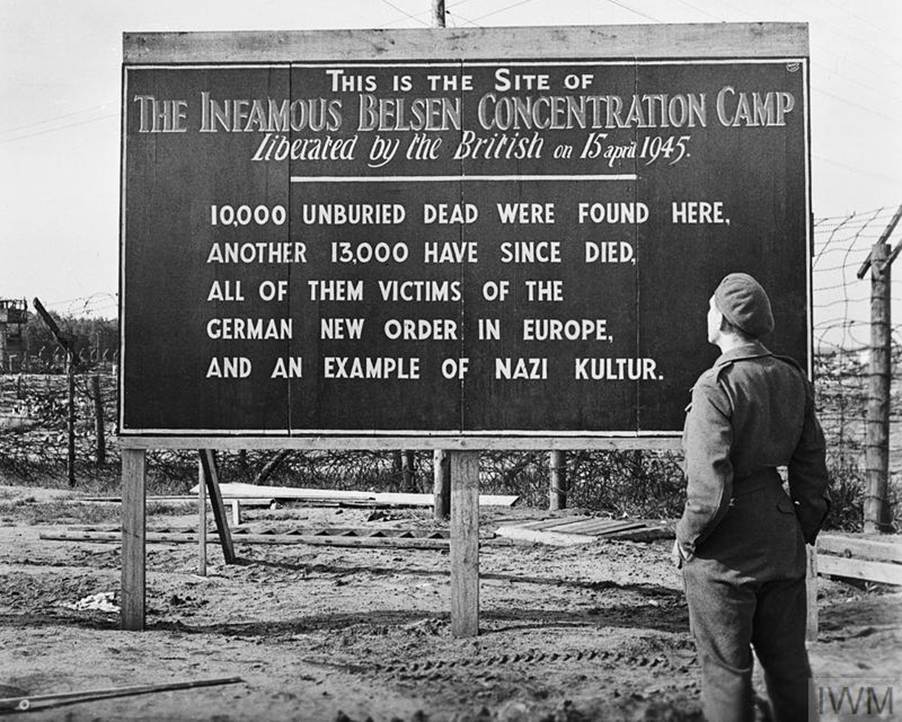 THIS IS THE SITE OF
THE INFAMOUS BELSEN CONCENTRATION CAMP
Liberated by the British on 15 april 1945.
10,000 UNBURIED DEAD WERE FOUND HERE,
ANOTHER 13,000 HAVE SINCE DIED,
ALL OF THEM VICTIMS OF THE
GERMAN NEW ORDER IN EUROPE,
AND AN EXAMPLE OF NAZI KULTUR.
IWM